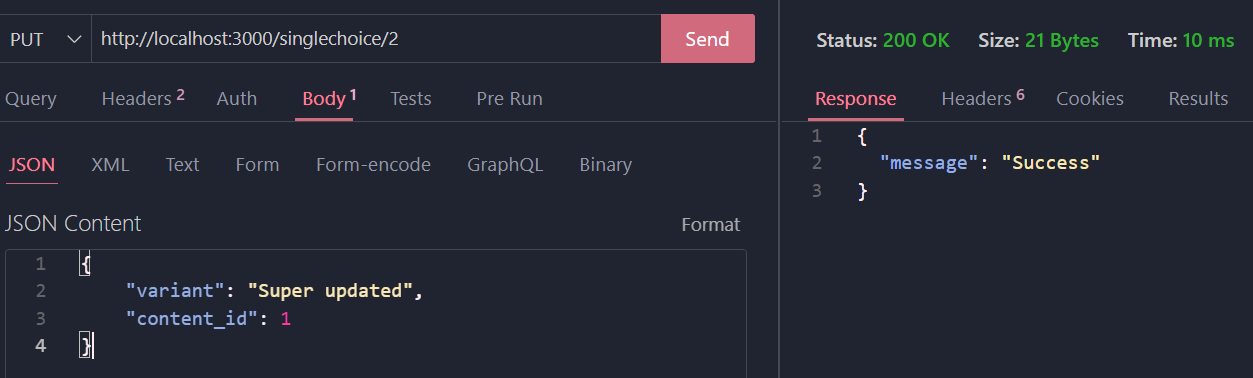 PUT http://localhost:3000/singlechoice/2 Send
Query Headers 2 Auth Body 1 Tests Pre Run
JSON XML Text Form Form-encode GraphQL Binary
JSON Content Format
1 {
2 "variant": "Super updated",
3 "content_id": 1
4 }
Status: 200 OK Size: 21 Bytes Time: 10 ms
Response Headers 6 Cookies Results
1 {
2 "message": "Success"
3 }